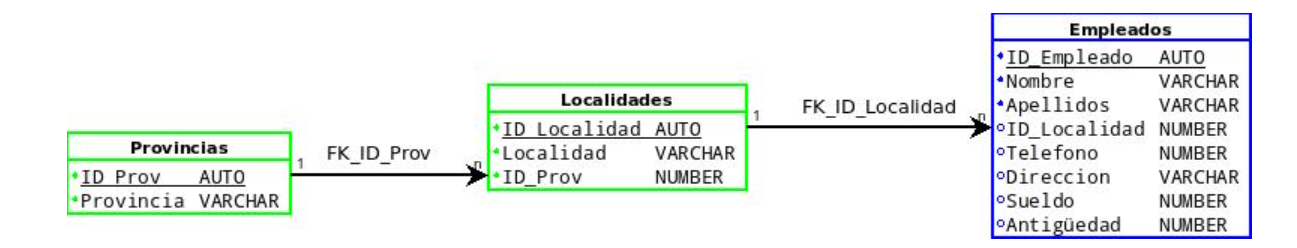 Provincias
ID_Prov AUTO
Provincia VARCHAR
1 FK_ID_Prov n
Localidades
ID_Localidad AUTO
Localidad VARCHAR
ID_Prov NUMBER
1 FK_ID_Localidad n
Empleados
ID_Empleado AUTO
Nombre VARCHAR
Apellidos VARCHAR
ID_Localidad NUMBER
Telefono NUMBER
Direccion VARCHAR
Sueldo NUMBER
Antigüedad NUMBER